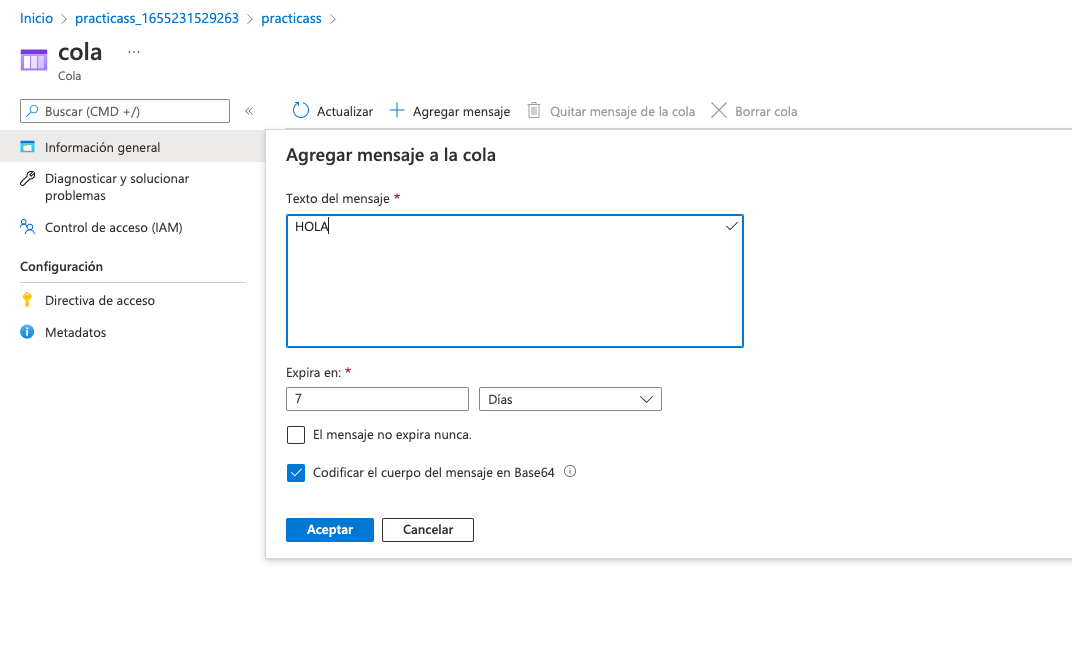 Inicio > practicass_1655231529263 > practicass >
cola ...
Cola
Buscar (CMD +/) «
Actualizar Agregar mensaje Quitar mensaje de la cola Borrar cola
Información general
Diagnosticar y solucionar
problemas
Control de acceso (IAM)
Configuración
Directiva de acceso
Metadatos
Agregar mensaje a la cola
Texto del mensaje *
HOLA
Expira en: *
7 Días
El mensaje no expira nunca.
Codificar el cuerpo del mensaje en Base64
Aceptar Cancelar